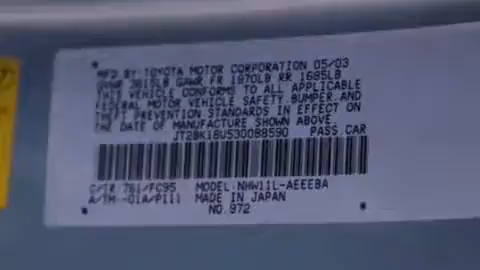 MFD.BY:TOYOTA MOTOR CORPORATION 05/03
GVWR 3615LB GAWR FR 1970LB RR 1685LB
THIS VEHICLE CONFORMS TO ALL APPLICABLE
FEDERAL MOTOR VEHICLE SAFETY,BUMPER,AND
THEFT PREVENTION STANDARDS IN EFFECT ON
THE DATE OF MANUFACTURE SHOWN ABOVE.
JT2BK18U530088590 PASS.CAR
C/TR:761/FC95 MODEL:NHW11L-AEEEBA
A/TM:-01A/P111 MADE IN JAPAN
NO.972